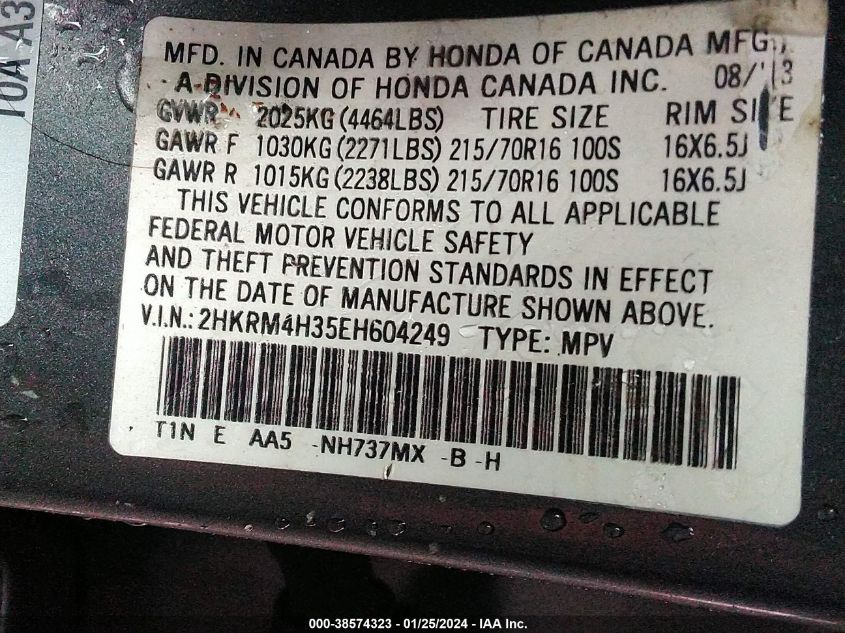 10A A3
MFD. IN CANADA BY HONDA OF CANADA MFG.,
A DIVISION OF HONDA CANADA INC. 08/13
GVWR 2025KG (4464LBS) TIRE SIZE RIM SIZE
GAWR F 1030KG (2271LBS) 215/70R16 100S 16X6.5J
GAWR R 1015KG (2238LBS) 215/70R16 100S 16X6.5J
THIS VEHICLE CONFORMS TO ALL APPLICABLE
FEDERAL MOTOR VEHICLE SAFETY
AND THEFT PREVENTION STANDARDS IN EFFECT
ON THE DATE OF MANUFACTURE SHOWN ABOVE.
V.I.N.: 2HKRM4H35EH604249 TYPE: MPV
T1N E AA5 -NH737MX -B -H
000-38574323 - 01/25/2024 - IAA Inc.